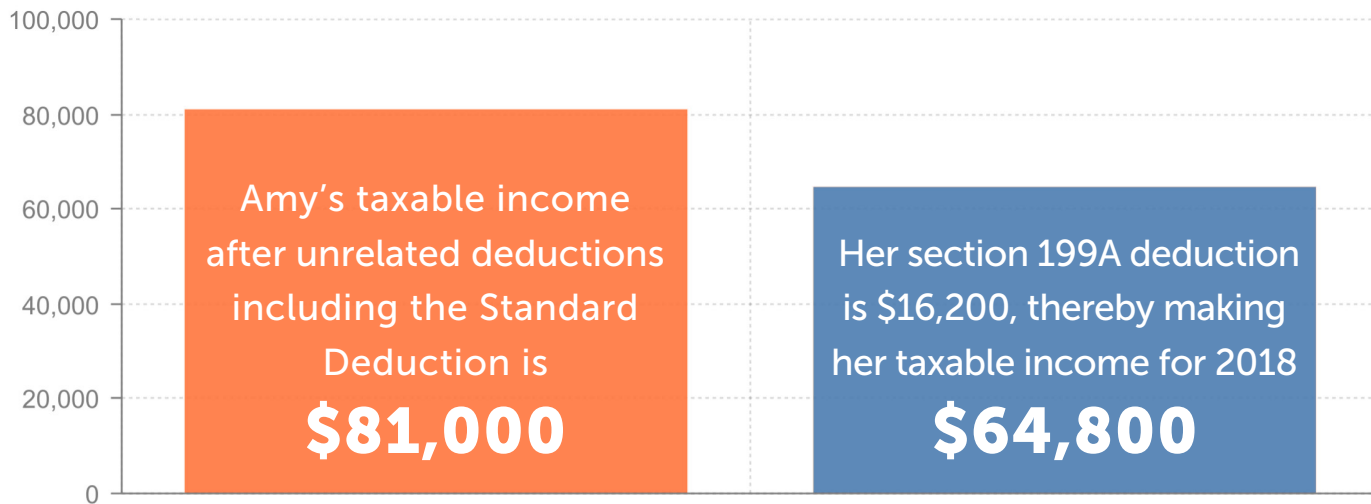 100,000
80,000
60,000
40,000
20,000
0
Amy’s taxable income
after unrelated deductions
including the Standard
Deduction is
$81,000
Her section 199A deduction
is $16,200, thereby making
her taxable income for 2018
$64,800